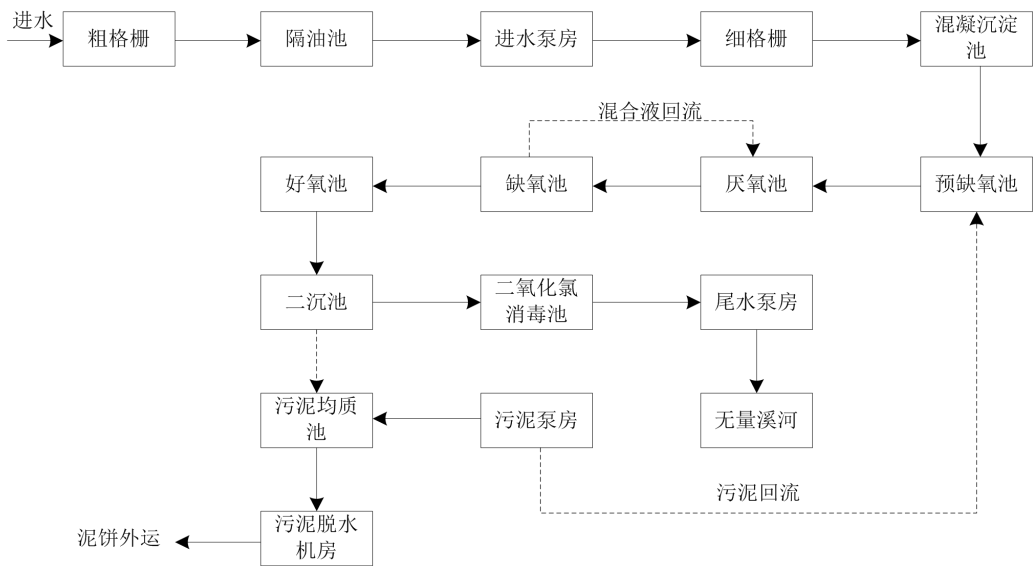 进水
粗格栅
隔油池
进水泵房
细格栅
混凝沉淀
池
混合液回流
好氧池
缺氧池
厌氧池
预缺氧池
二沉池
二氧化氯
消毒池
尾水泵房
污泥均质
池
污泥泵房
无量溪河
污泥回流
泥饼外运
污泥脱水
机房